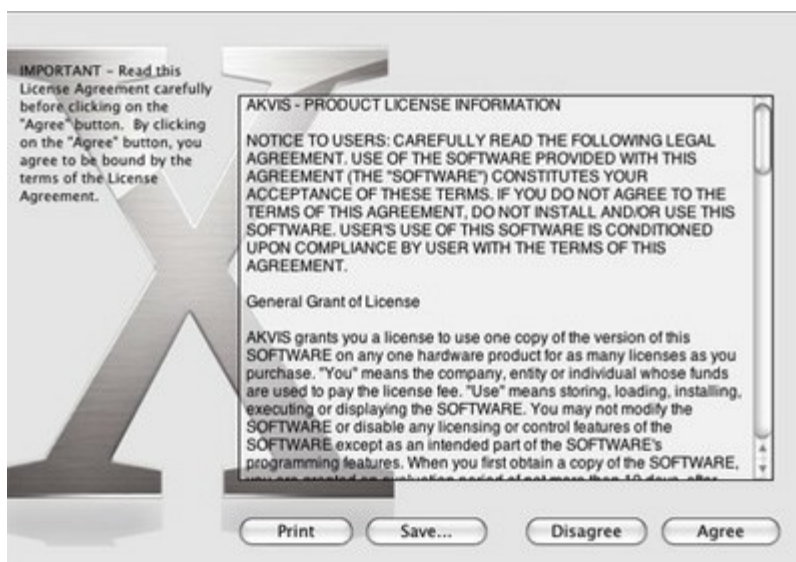 IMPORTANT - Read this
License Agreement carefully
before clicking on the
"Agree" button. By clicking
on the "Agree" button, you
agree to be bound by the
terms of the License
Agreement.
AKVIS - PRODUCT LICENSE INFORMATION
NOTICE TO USERS: CAREFULLY READ THE FOLLOWING LEGAL
AGREEMENT. USE OF THE SOFTWARE PROVIDED WITH THIS
AGREEMENT (THE "SOFTWARE") CONSTITUTES YOUR
ACCEPTANCE OF THESE TERMS. IF YOU DO NOT AGREE TO THE
TERMS OF THIS AGREEMENT, DO NOT INSTALL AND/OR USE THIS
SOFTWARE. USER'S USE OF THIS SOFTWARE IS CONDITIONED
UPON COMPLIANCE BY USER WITH THE TERMS OF THIS
AGREEMENT.
General Grant of License
AKVIS grants you a license to use one copy of the version of this
SOFTWARE on any one hardware product for as many licenses as you
purchase. "You" means the company, entity or individual whose funds
are used to pay the license fee. "Use" means storing, loading, installing,
executing or displaying the SOFTWARE. You may not modify the
SOFTWARE or disable any licensing or control features of the
SOFTWARE except as an intended part of the SOFTWARE's
programming features. When you first obtain a copy of the SOFTWARE,
Print Save... Disagree Agree